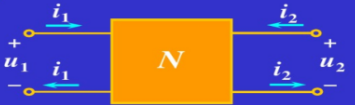 i₁ i₂
+ +
u₁ N u₂
− i₁ i₂ −